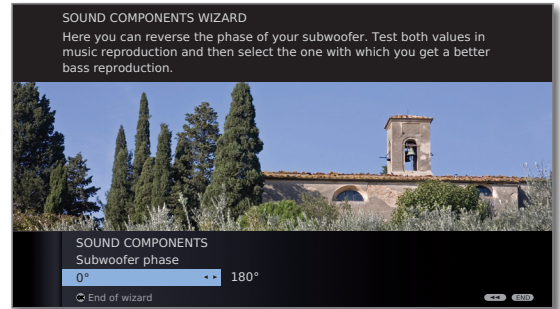 SOUND COMPONENTS WIZARD
Here you can reverse the phase of your subwoofer. Test both values in
music reproduction and then select the one with which you get a better
bass reproduction.
SOUND COMPONENTS
Subwoofer phase
0° 180°
OK End of wizard
END